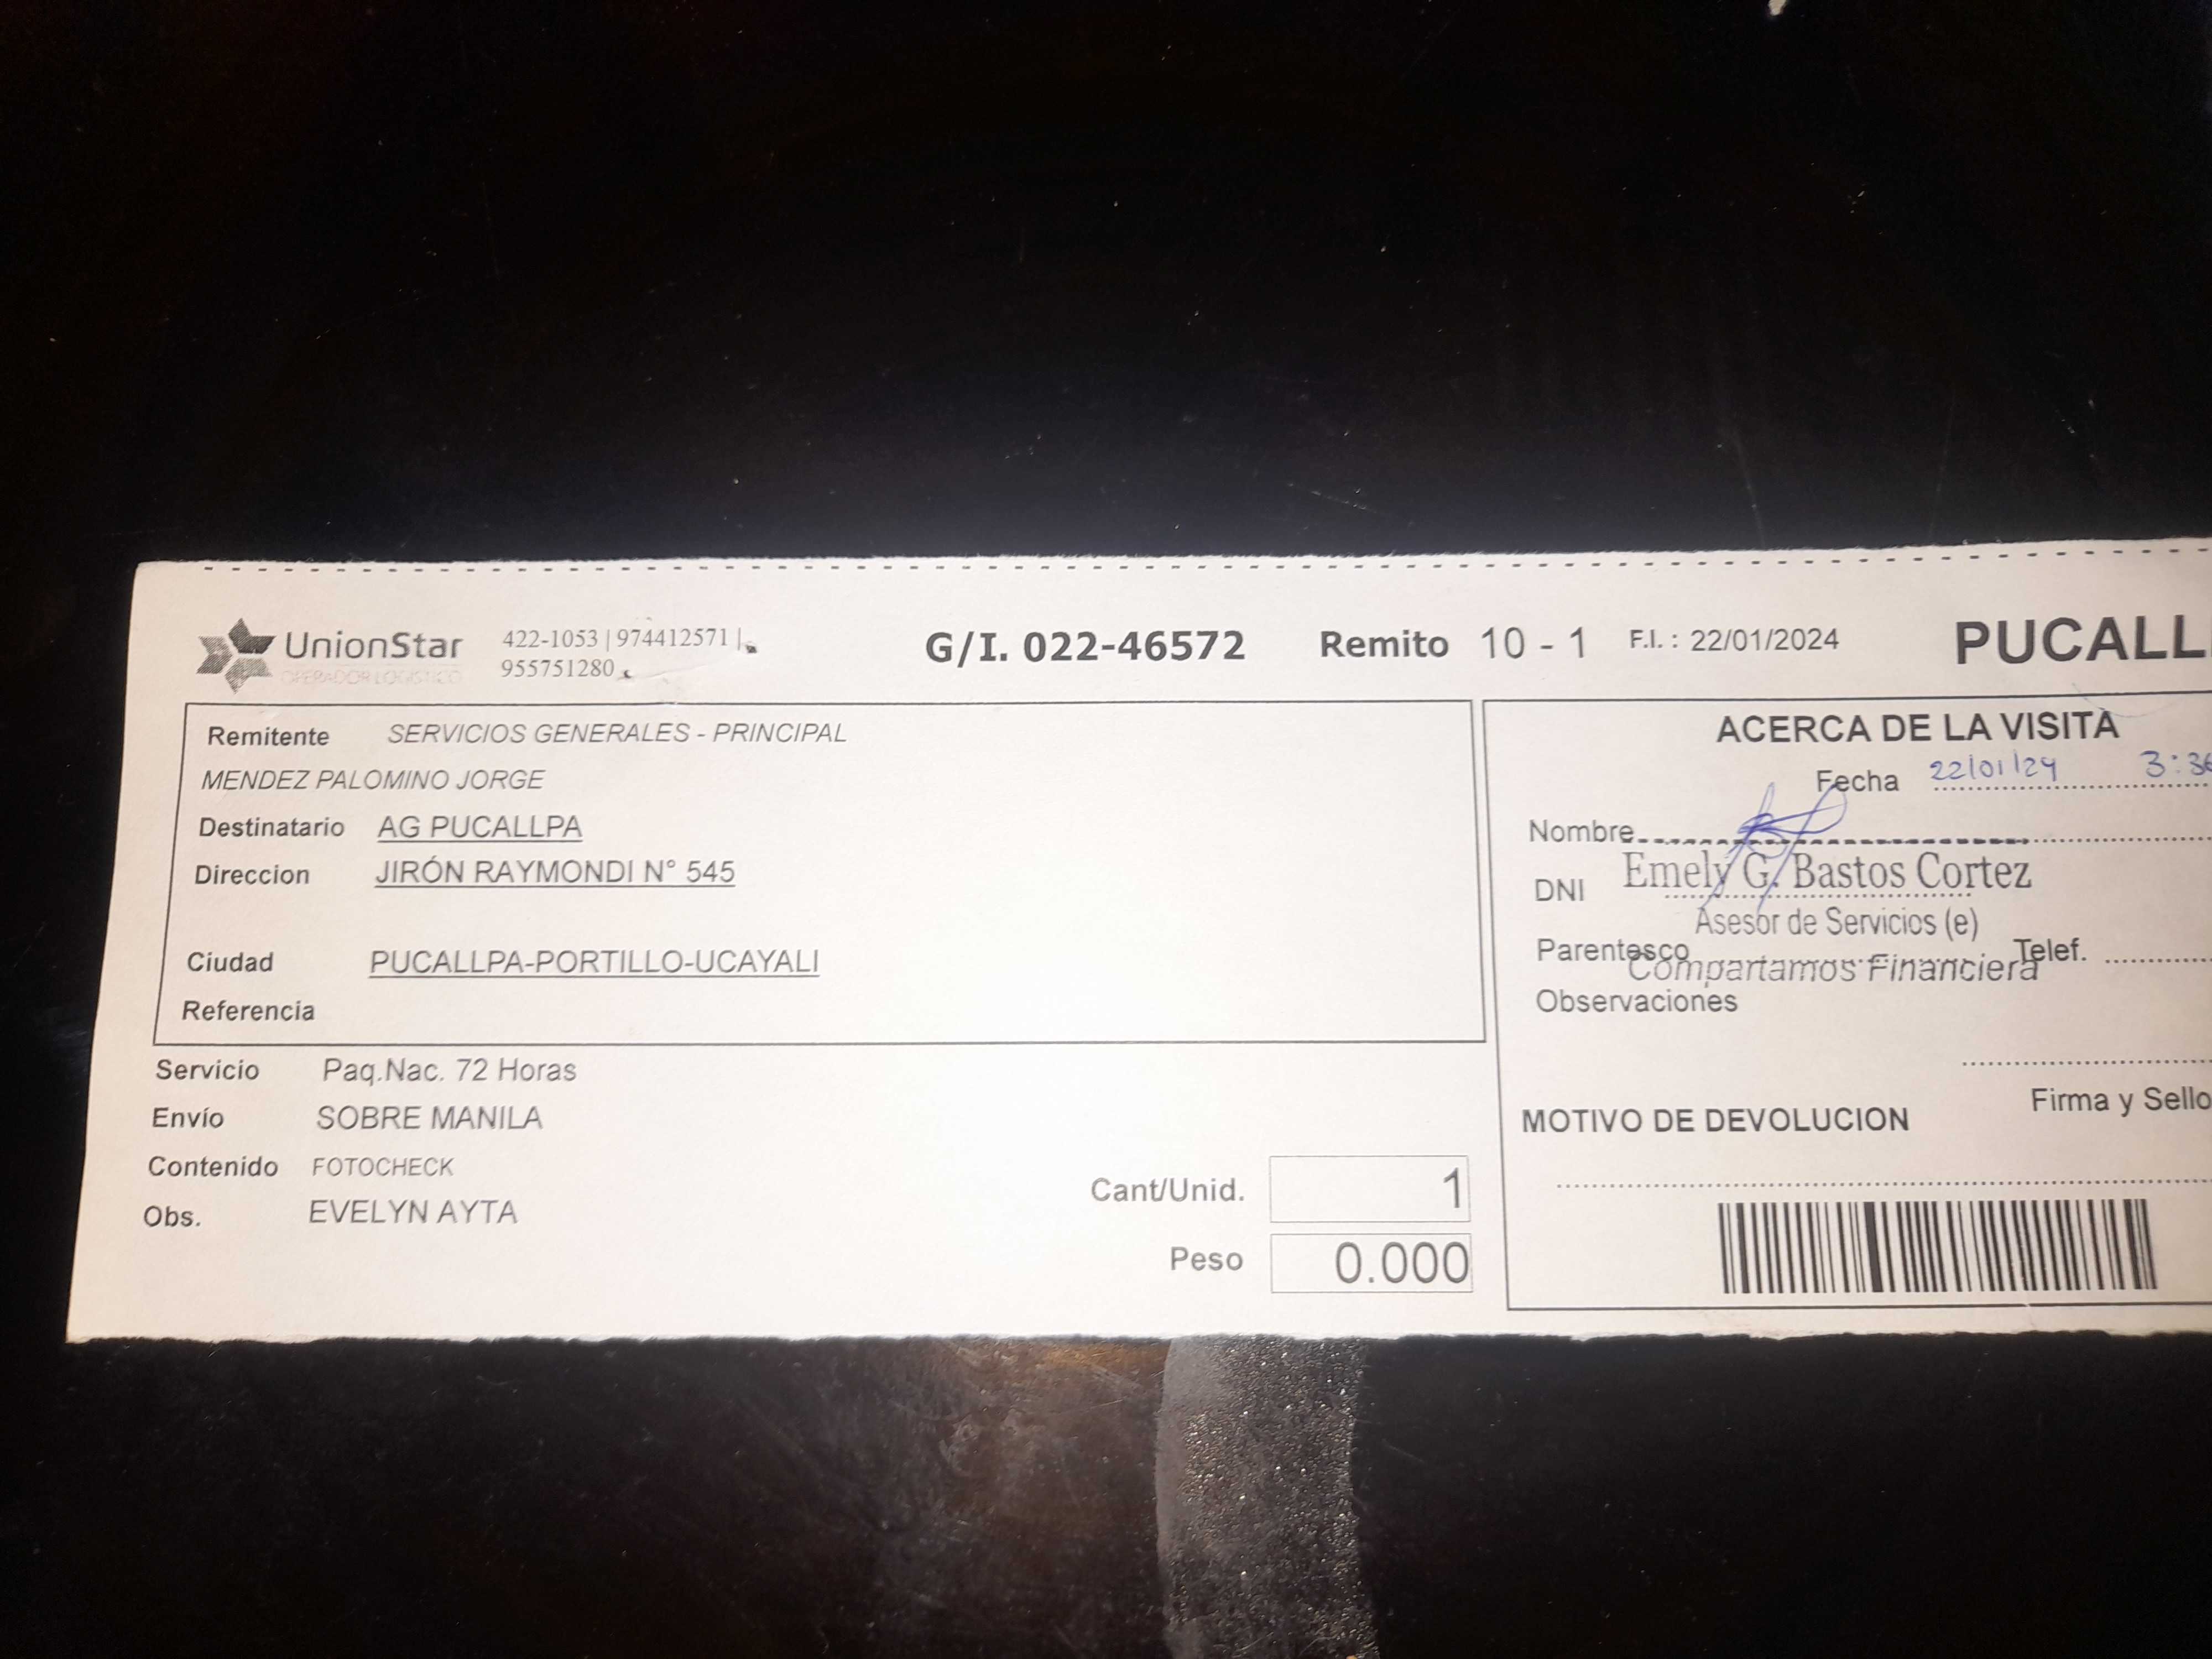 UnionStar
OPERADOR LOGISTICO
422-1053 | 974412571 |
955751280
G/I. 022-46572
Remito 10 - 1
F.I. : 22/01/2024
PUCALL
Remitente SERVICIOS GENERALES - PRINCIPAL
MENDEZ PALOMINO JORGE
Destinatario AG PUCALLPA
Direccion JIRÓN RAYMONDI N° 545
Ciudad PUCALLPA-PORTILLO-UCAYALI
Referencia
Servicio Paq.Nac. 72 Horas
Envío SOBRE MANILA
Contenido FOTOCHECK
Obs. EVELYN AYTA
Cant/Unid. 1
Peso 0.000
ACERCA DE LA VISITA
Fecha 22/01/24 3:36
Nombre
Emely G. Bastos Cortez
DNI
Asesor de Servicios (e)
Parentesco Telef.
Compartamos Financiera
Observaciones
Firma y Sello
MOTIVO DE DEVOLUCION